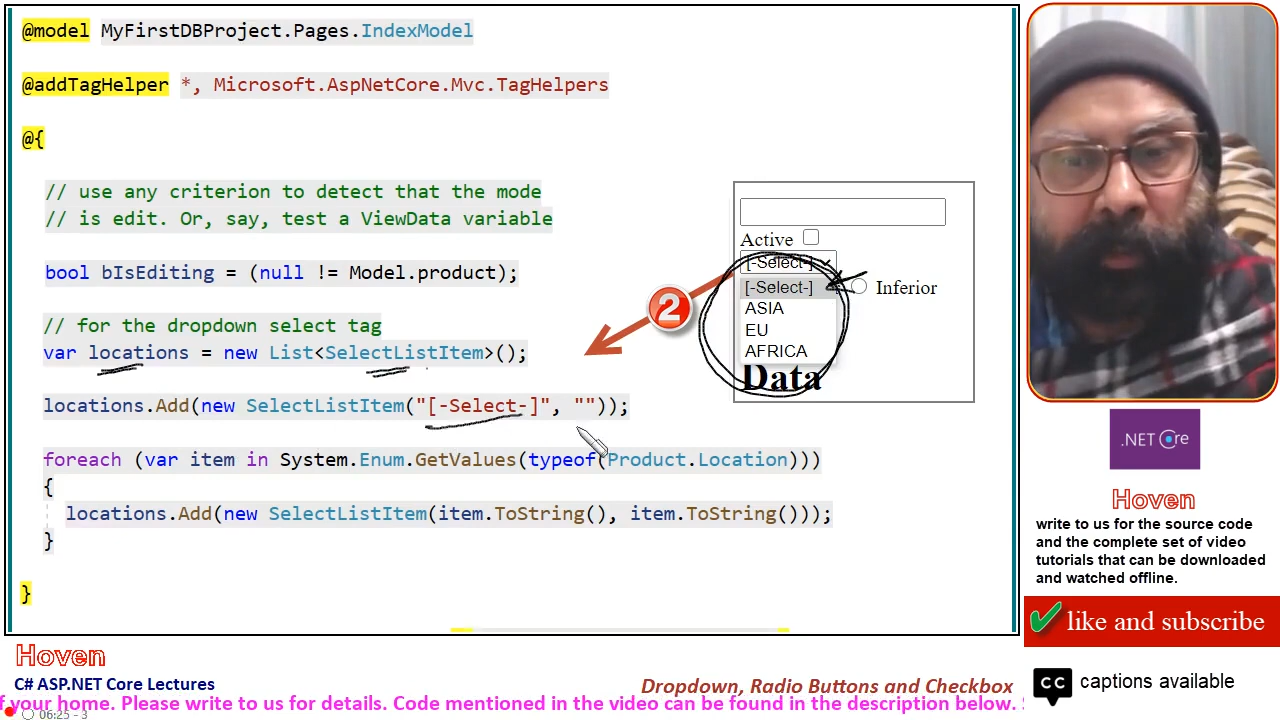 @model MyFirstDBProject.Pages.IndexModel
@addTagHelper *, Microsoft.AspNetCore.Mvc.TagHelpers
@{
// use any criterion to detect that the mode
// is edit. Or, say, test a ViewData variable
bool bIsEditing = (null != Model.product);
// for the dropdown select tag
var locations = new List<SelectListItem>();
locations.Add(new SelectListItem("[-Select-]", ""));
foreach (var item in System.Enum.GetValues(typeof(Product.Location)))
{
locations.Add(new SelectListItem(item.ToString(), item.ToString()));
}
}
2
Active
[-Select-]
[-Select-]
Inferior
ASIA
EU
AFRICA
Data
.NET Core
Hoven
write to us for the source code
and the complete set of video
tutorials that can be downloaded
and watched offline.
like and subscribe
CC captions available
Hoven
C# ASP.NET Core Lectures
Dropdown, Radio Buttons and Checkbox
f your home. Please write to us for details. Code mentioned in the video can be found in the description below.
06:25 - 3